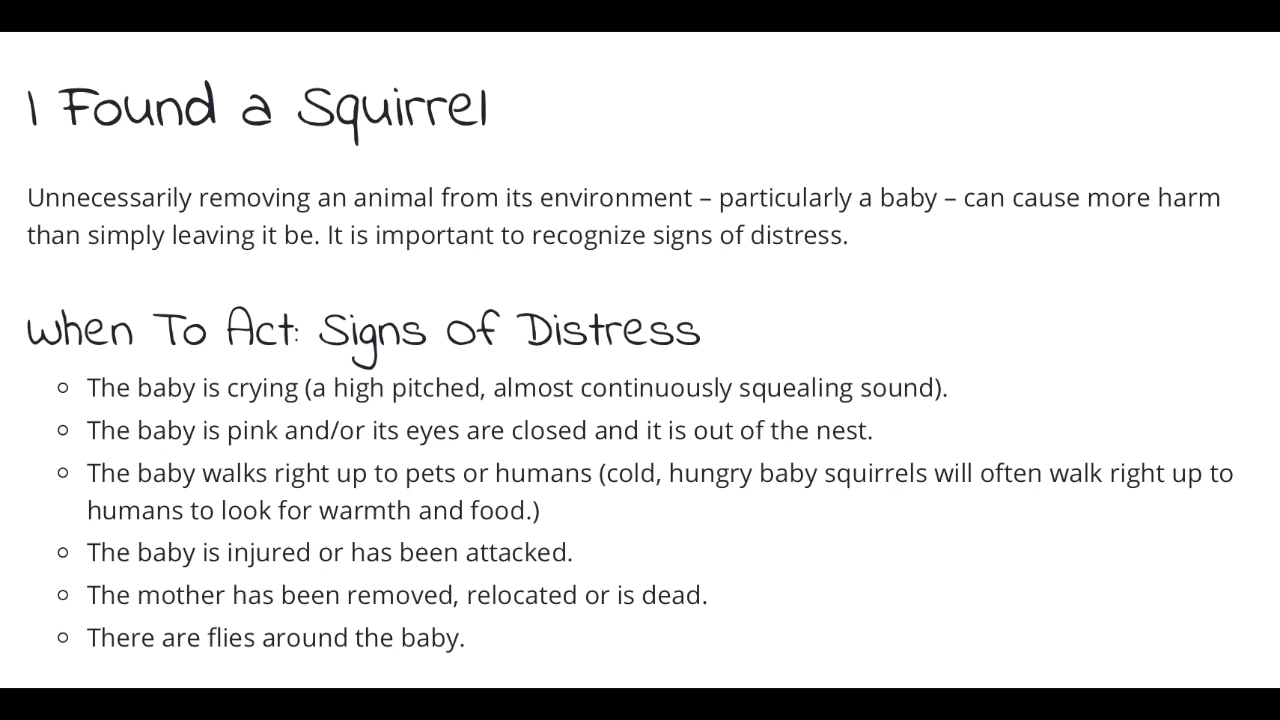 I Found a Squirrel
Unnecessarily removing an animal from its environment – particularly a baby – can cause more harm
than simply leaving it be. It is important to recognize signs of distress.
When To Act: Signs Of Distress
The baby is crying (a high pitched, almost continuously squealing sound).
The baby is pink and/or its eyes are closed and it is out of the nest.
The baby walks right up to pets or humans (cold, hungry baby squirrels will often walk right up to
humans to look for warmth and food.)
The baby is injured or has been attacked.
The mother has been removed, relocated or is dead.
There are flies around the baby.